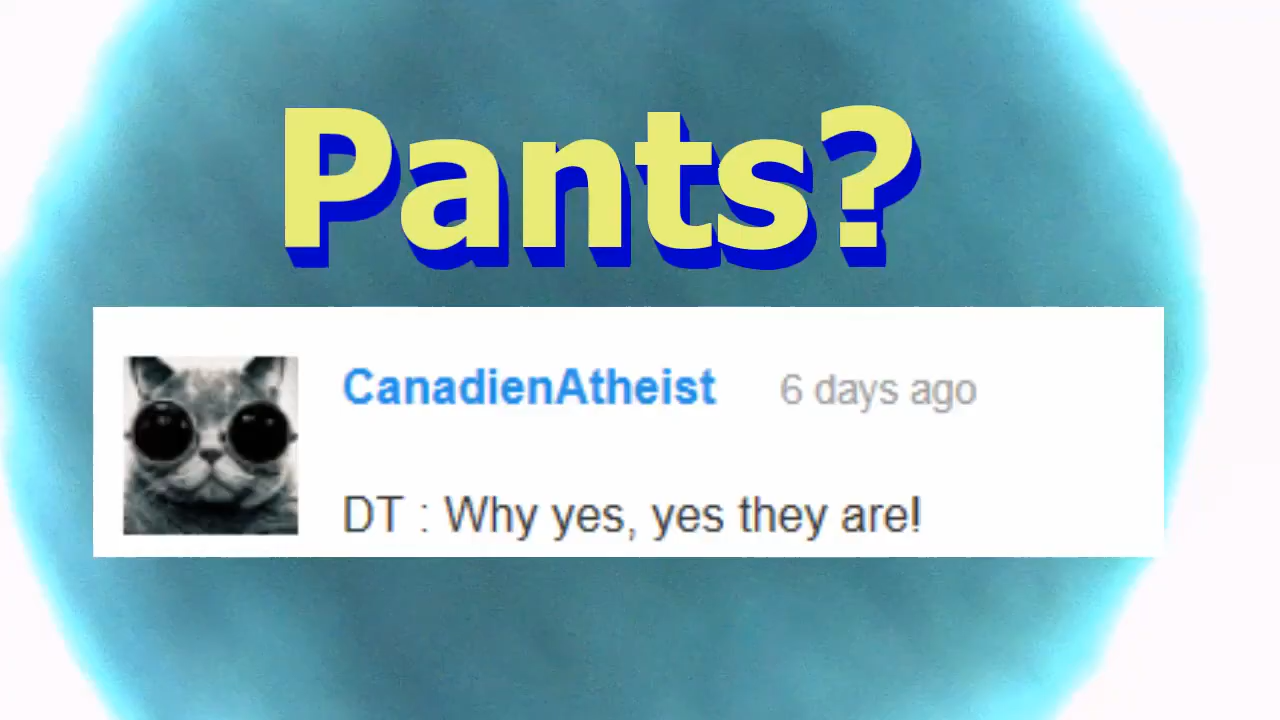 Pants?
CanadienAtheist 6 days ago
DT : Why yes, yes they are!